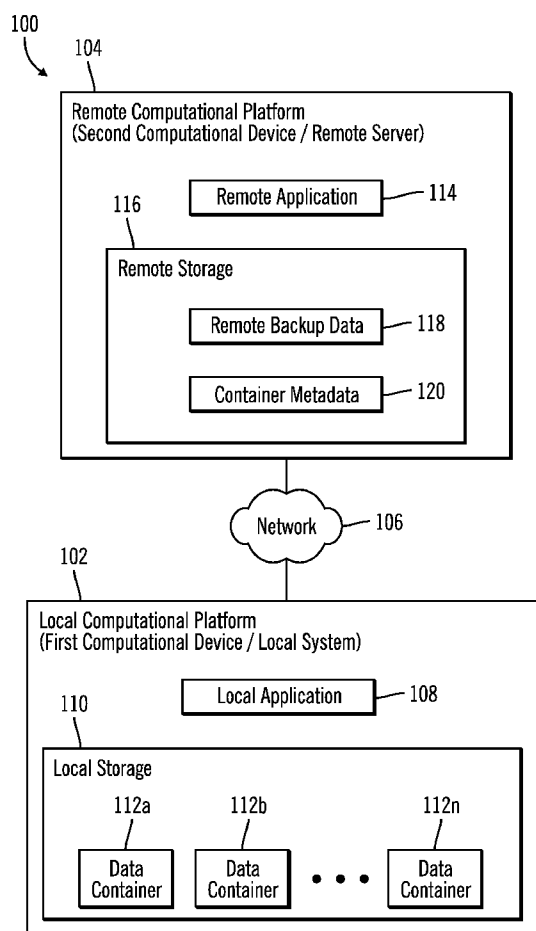 100
104
Remote Computational Platform
(Second Computational Device / Remote Server)
Remote Application
114
116
Remote Storage
Remote Backup Data
118
Container Metadata
120
Network
106
102
Local Computational Platform
(First Computational Device / Local System)
Local Application
108
110
Local Storage
112a
112b
112n
Data
Container
Data
Container
• • •
Data
Container